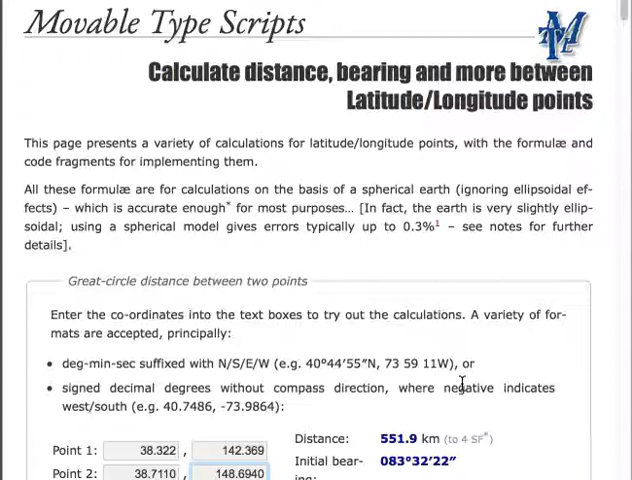 Movable Type Scripts
Calculate distance, bearing and more between
Latitude/Longitude points
This page presents a variety of calculations for latitude/longitude points, with the formulæ and
code fragments for implementing them.
All these formulæ are for calculations on the basis of a spherical earth (ignoring ellipsoidal ef-
fects) – which is accurate enough* for most purposes… [In fact, the earth is very slightly ellip-
soidal; using a spherical model gives errors typically up to 0.3%1 – see notes for further
details].
Great-circle distance between two points
Enter the co-ordinates into the text boxes to try out the calculations. A variety of for-
mats are accepted, principally:
• deg-min-sec suffixed with N/S/E/W (e.g. 40°44′55″N, 73 59 11W), or
• signed decimal degrees without compass direction, where negative indicates
west/south (e.g. 40.7486, -73.9864):
Point 1: 38.322 , 142.369 Distance: 551.9 km (to 4 SF*)
Point 2: 38.7110 , 148.6940 Initial bear- 083°32′22″
ing: